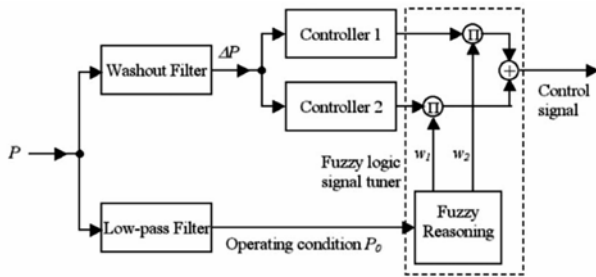 Controller 1
Π
Washout Filter
ΔP
+
Control
signal
Controller 2
Π
P
w₁
w₂
Fuzzy logic
signal tuner
Low-pass Filter
Fuzzy
Reasoning
Operating condition P₀